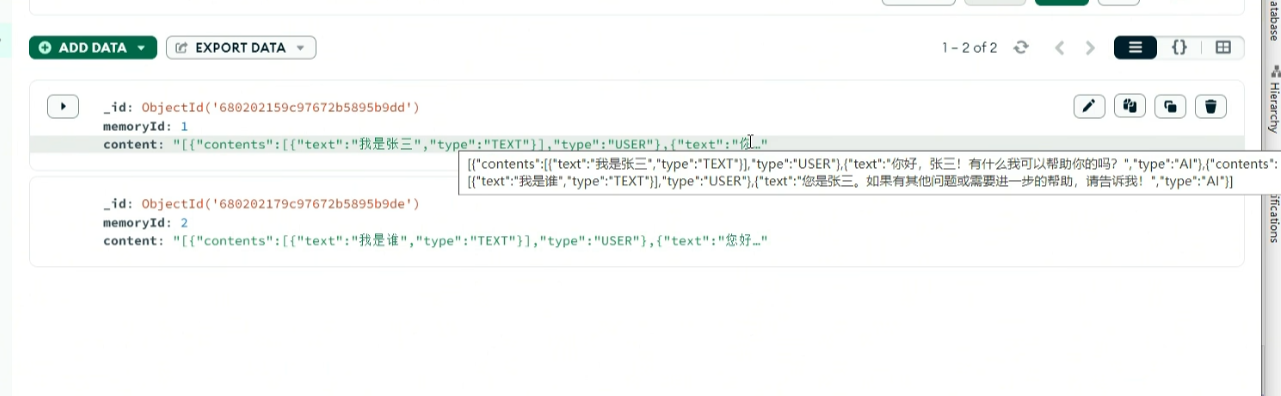 ADD DATA
EXPORT DATA
1 – 2 of 2
{}
_id: ObjectId('680202159c97672b5895b9dd')
memoryId: 1
content: "[{"contents":[{"text":"我是张三","type":"TEXT"}],"type":"USER"},{"text":"你…"
[{"contents":[{"text":"我是张三","type":"TEXT"}],"type":"USER"},{"text":"你好，张三！有什么我可以帮助你的吗？","type":"AI"},{"contents":
[{"text":"我是谁","type":"TEXT"}],"type":"USER"},{"text":"您是张三。如果有其他问题或需要进一步的帮助，请告诉我！","type":"AI"}]
_id: ObjectId('680202179c97672b5895b9de')
memoryId: 2
content: "[{"contents":[{"text":"我是谁","type":"TEXT"}],"type":"USER"},{"text":"您好…"
atabase
Hierarchy
ifications